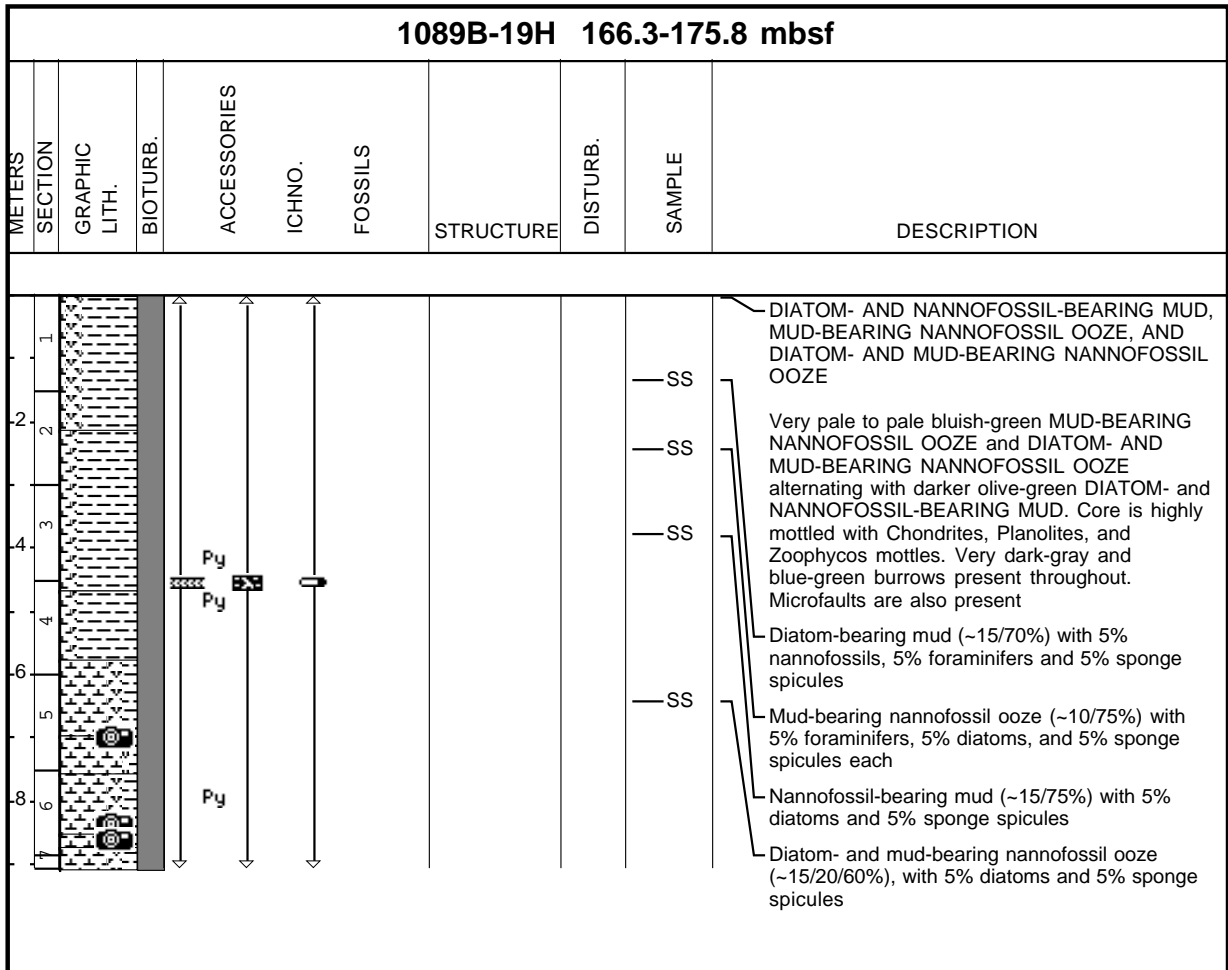 1089B-19H 166.3-175.8 mbsf
METERS
SECTION
GRAPHIC
LITH.
BIOTURB.
ACCESSORIES
ICHNO.
FOSSILS
STRUCTURE
DISTURB.
SAMPLE
DESCRIPTION
1
2
2
3
4
4
6
5
8
6
7
Py
Py
Py
SS
SS
SS
SS
DIATOM- AND NANNOFOSSIL-BEARING MUD,
MUD-BEARING NANNOFOSSIL OOZE, AND
DIATOM- AND MUD-BEARING NANNOFOSSIL
OOZE
Very pale to pale bluish-green MUD-BEARING
NANNOFOSSIL OOZE and DIATOM- AND
MUD-BEARING NANNOFOSSIL OOZE
alternating with darker olive-green DIATOM- and
NANNOFOSSIL-BEARING MUD. Core is highly
mottled with Chondrites, Planolites, and
Zoophycos mottles. Very dark-gray and
blue-green burrows present throughout.
Microfaults are also present
Diatom-bearing mud (~15/70%) with 5%
nannofossils, 5% foraminifers and 5% sponge
spicules
Mud-bearing nannofossil ooze (~10/75%) with
5% foraminifers, 5% diatoms, and 5% sponge
spicules each
Nannofossil-bearing mud (~15/75%) with 5%
diatoms and 5% sponge spicules
Diatom- and mud-bearing nannofossil ooze
(~15/20/60%), with 5% diatoms and 5% sponge
spicules